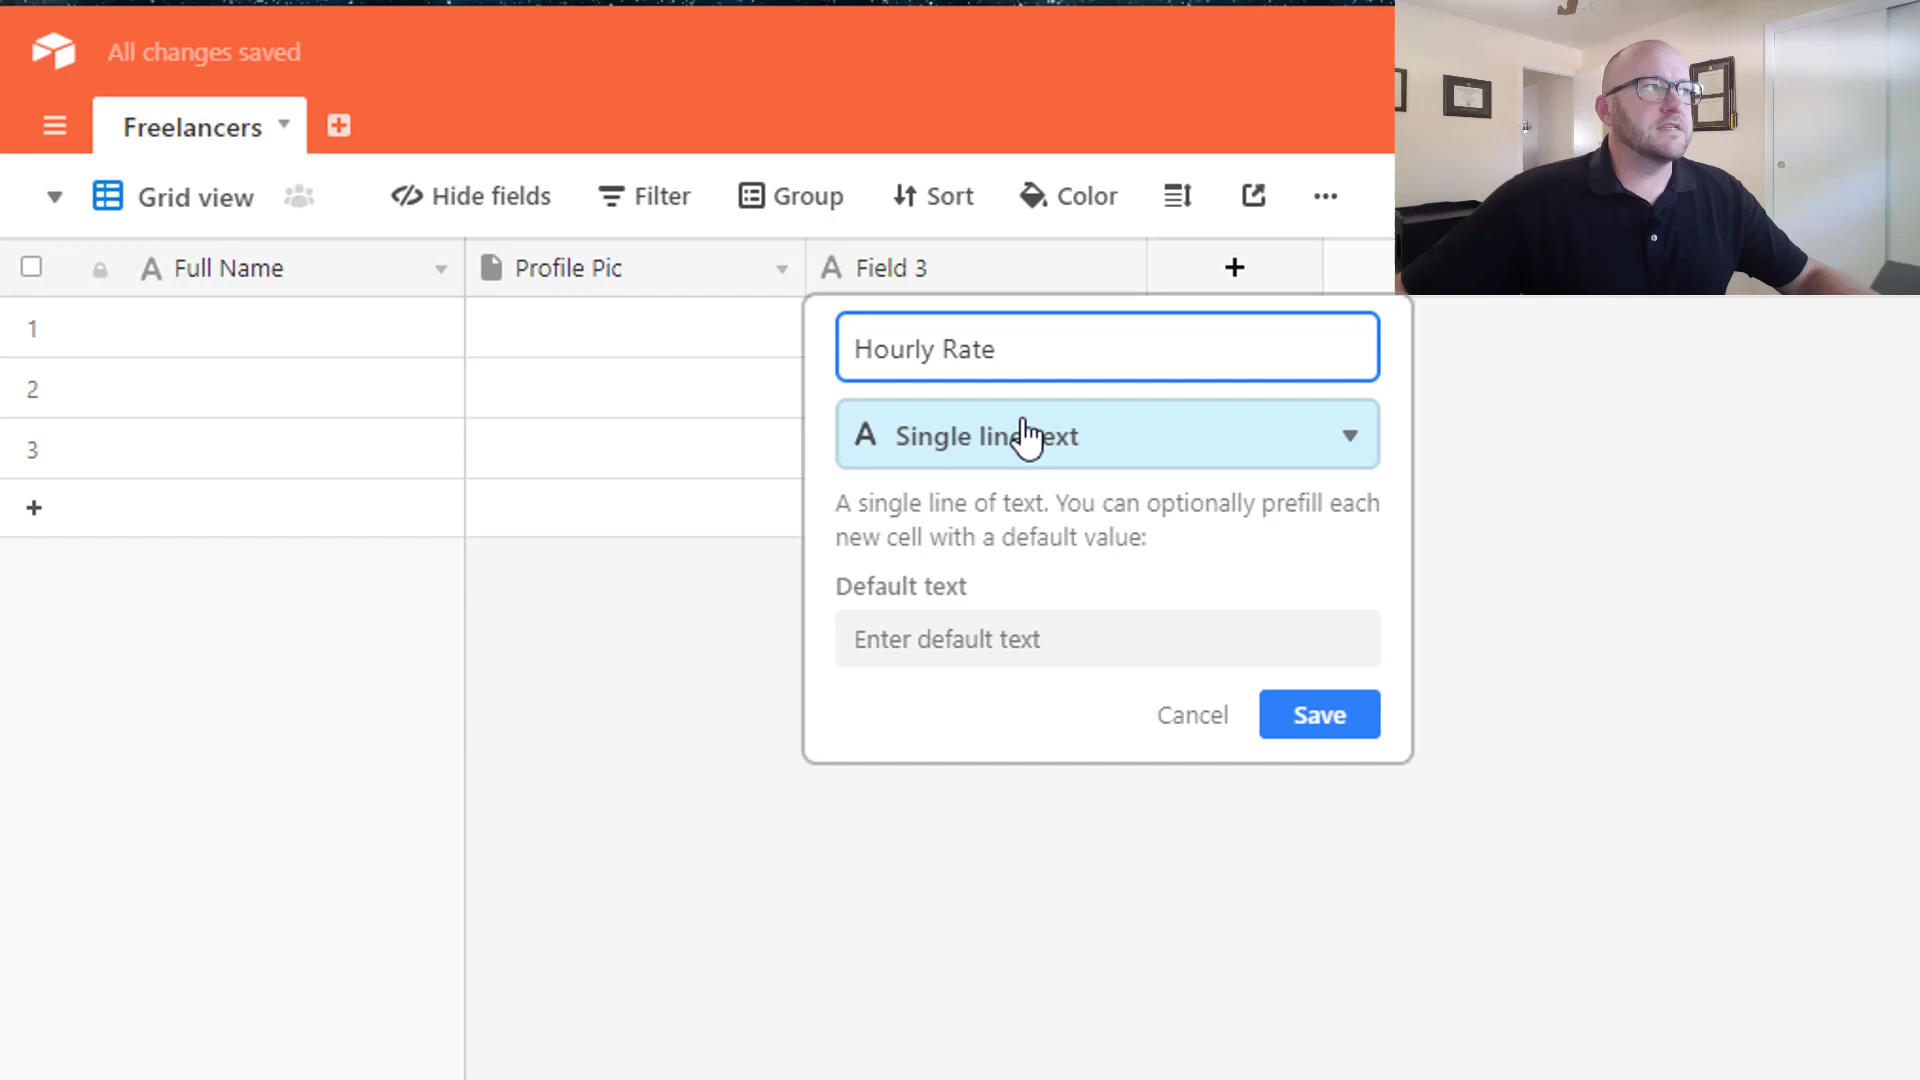 All changes saved
Freelancers
Grid view Hide fields Filter Group Sort Color
A Full Name Profile Pic A Field 3
1
2
3
Hourly Rate
A Single line text
A single line of text. You can optionally prefill each
new cell with a default value:
Default text
Enter default text
Cancel Save